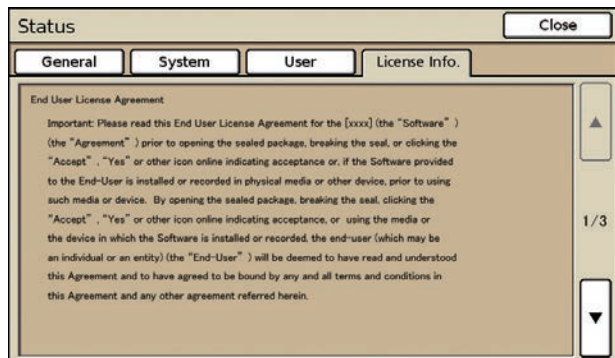 Status
Close
General
System
User
License Info.
End User License Agreement
Important: Please read this End User License Agreement for the [xxxx] (the “Software” )
(the “Agreement” ) prior to opening the sealed package, breaking the seal, or clicking the
“Accept” , “Yes” or other icon online indicating acceptance or, if the Software provided
to the End-User is installed or recorded in physical media or other device, prior to using
such media or device. By opening the sealed package, breaking the seal, clicking the
“Accept” , “Yes” or other icon online indicating acceptance, or using the media or
the device in which the Software is installed or recorded, the end-user (which may be
an individual or an entity) (the “End-User” ) will be deemed to have read and understood
this Agreement and to have agreed to be bound by any and all terms and conditions in
this Agreement and any other agreement referred herein.
1/3